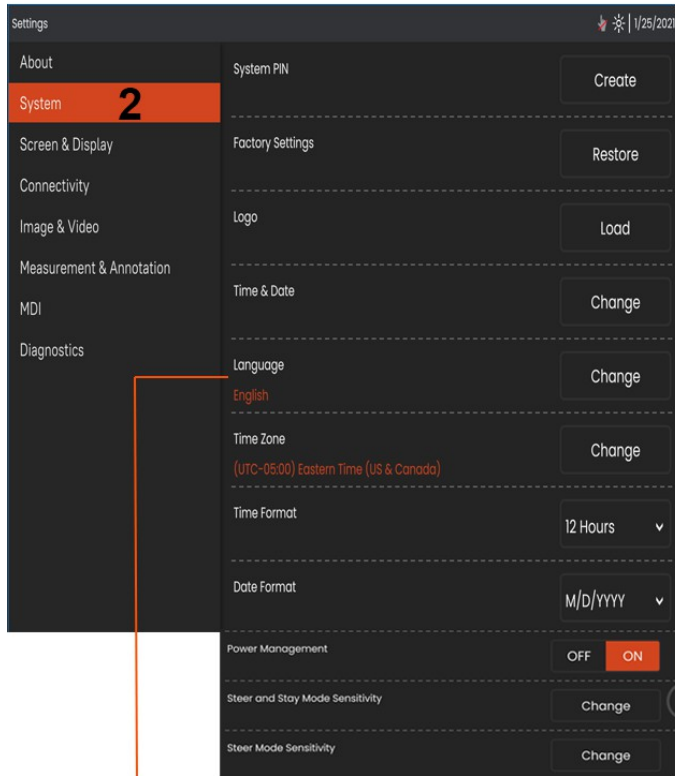 Settings
1/25/2021
About
System 2
Screen & Display
Connectivity
Image & Video
Measurement & Annotation
MDI
Diagnostics
System PIN
Create
Factory Settings
Restore
Logo
Load
Time & Date
Change
Language
English
Change
Time Zone
(UTC-05:00) Eastern Time (US & Canada)
Change
Time Format
12 Hours
Date Format
M/D/YYYY
Power Management
OFF ON
Steer and Stay Mode Sensitivity
Change
Steer Mode Sensitivity
Change